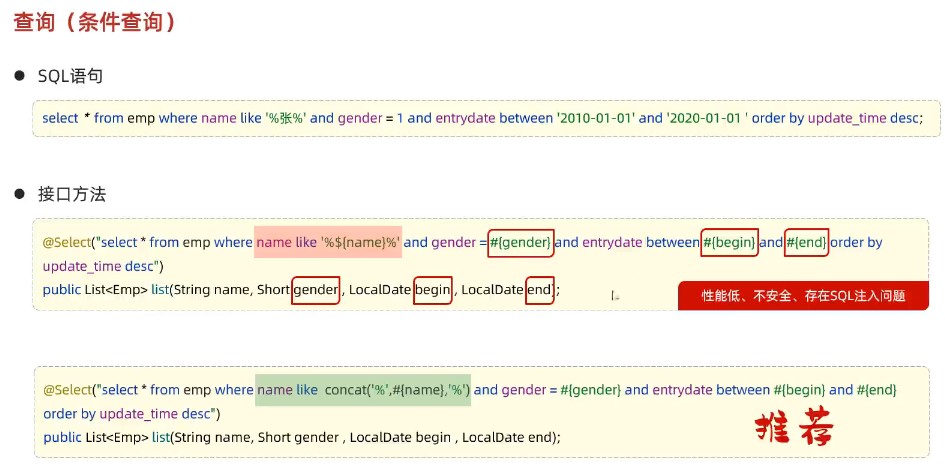 查询（条件查询）
● SQL语句
select * from emp where name like '%张%' and gender = 1 and entrydate between '2010-01-01' and '2020-01-01 ' order by update_time desc;
● 接口方法
@Select("select * from emp where name like '%${name}%' and gender = #{gender} and entrydate between #{begin} and #{end} order by
update_time desc")
public List<Emp> list(String name, Short gender , LocalDate begin , LocalDate end);
性能低、不安全、存在SQL注入问题
@Select("select * from emp where name like concat('%',#{name},'%') and gender = #{gender} and entrydate between #{begin} and #{end}
order by update_time desc")
public List<Emp> list(String name, Short gender , LocalDate begin , LocalDate end);
推荐